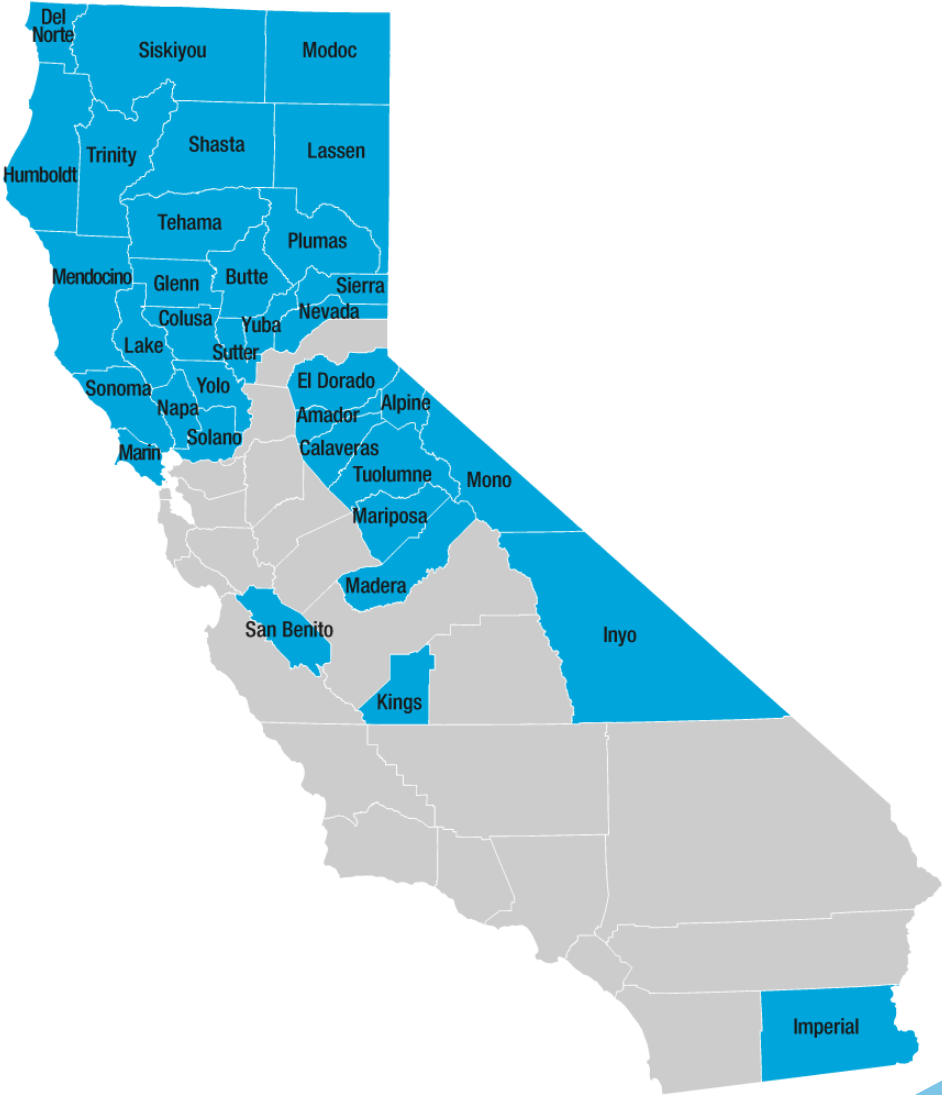 Del
Norte
Siskiyou
Modoc
Shasta
Lassen
Trinity
Humboldt
Tehama
Plumas
Mendocino
Glenn
Butte
Sierra
Nevada
Colusa
Yuba
Lake
Sutter
El Dorado
Sonoma
Yolo
Alpine
Napa
Amador
Solano
Calaveras
Marin
Tuolumne
Mono
Mariposa
Madera
San Benito
Inyo
Kings
Imperial